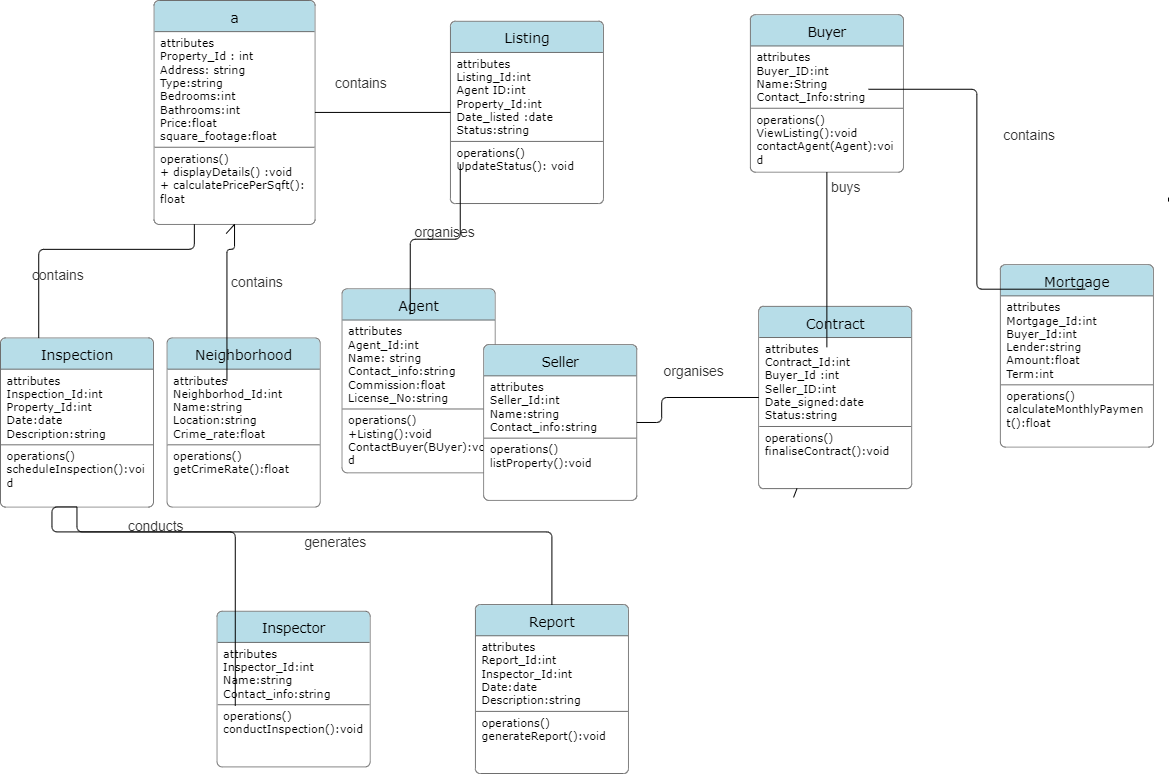 a
attributes
Property_Id : int
Address: string
Type:string
Bedrooms:int
Bathrooms:int
Price:float
square_footage:float
operations()
+ displayDetails() :void
+ calculatePricePerSqft():
float
contains
Listing
attributes
Listing_Id:int
Agent ID:int
Property_Id:int
Date_listed :date
Status:string
operations()
UpdateStatus(): void
Buyer
attributes
Buyer_ID:int
Name:String
Contact_Info:string
operations()
ViewListing():void
contactAgent(Agent):voi
d
contains
buys
organises
contains
contains
Mortgage
attributes
Mortgage_Id:int
Buyer_Id:int
Lender:string
Amount:float
Term:int
operations()
calculateMonthlyPaymen
t():float
Agent
attributes
Agent_Id:int
Name: string
Contact_info:string
Commission:float
License_No:string
operations()
+Listing():void
ContactBuyer(BUyer):vo
d
Contract
attributes
Contract_Id:int
Buyer_Id :int
Seller_ID:int
Date_signed:date
Status:string
operations()
finaliseContract():void
Inspection
attributes
Inspection_Id:int
Property_Id:int
Date:date
Description:string
operations()
scheduleInspection():voi
d
Neighborhood
attributes
Neighborhod_Id:int
Name:string
Location:string
Crime_rate:float
operations()
getCrimeRate():float
Seller
attributes
Seller_Id:int
Name:string
Contact_info:string
operations()
listProperty():void
organises
conducts
generates
Inspector
attributes
Inspector_Id:int
Name:string
Contact_info:string
operations()
conductInspection():void
Report
attributes
Report_Id:int
Inspector_Id:int
Date:date
Description:string
operations()
generateReport():void